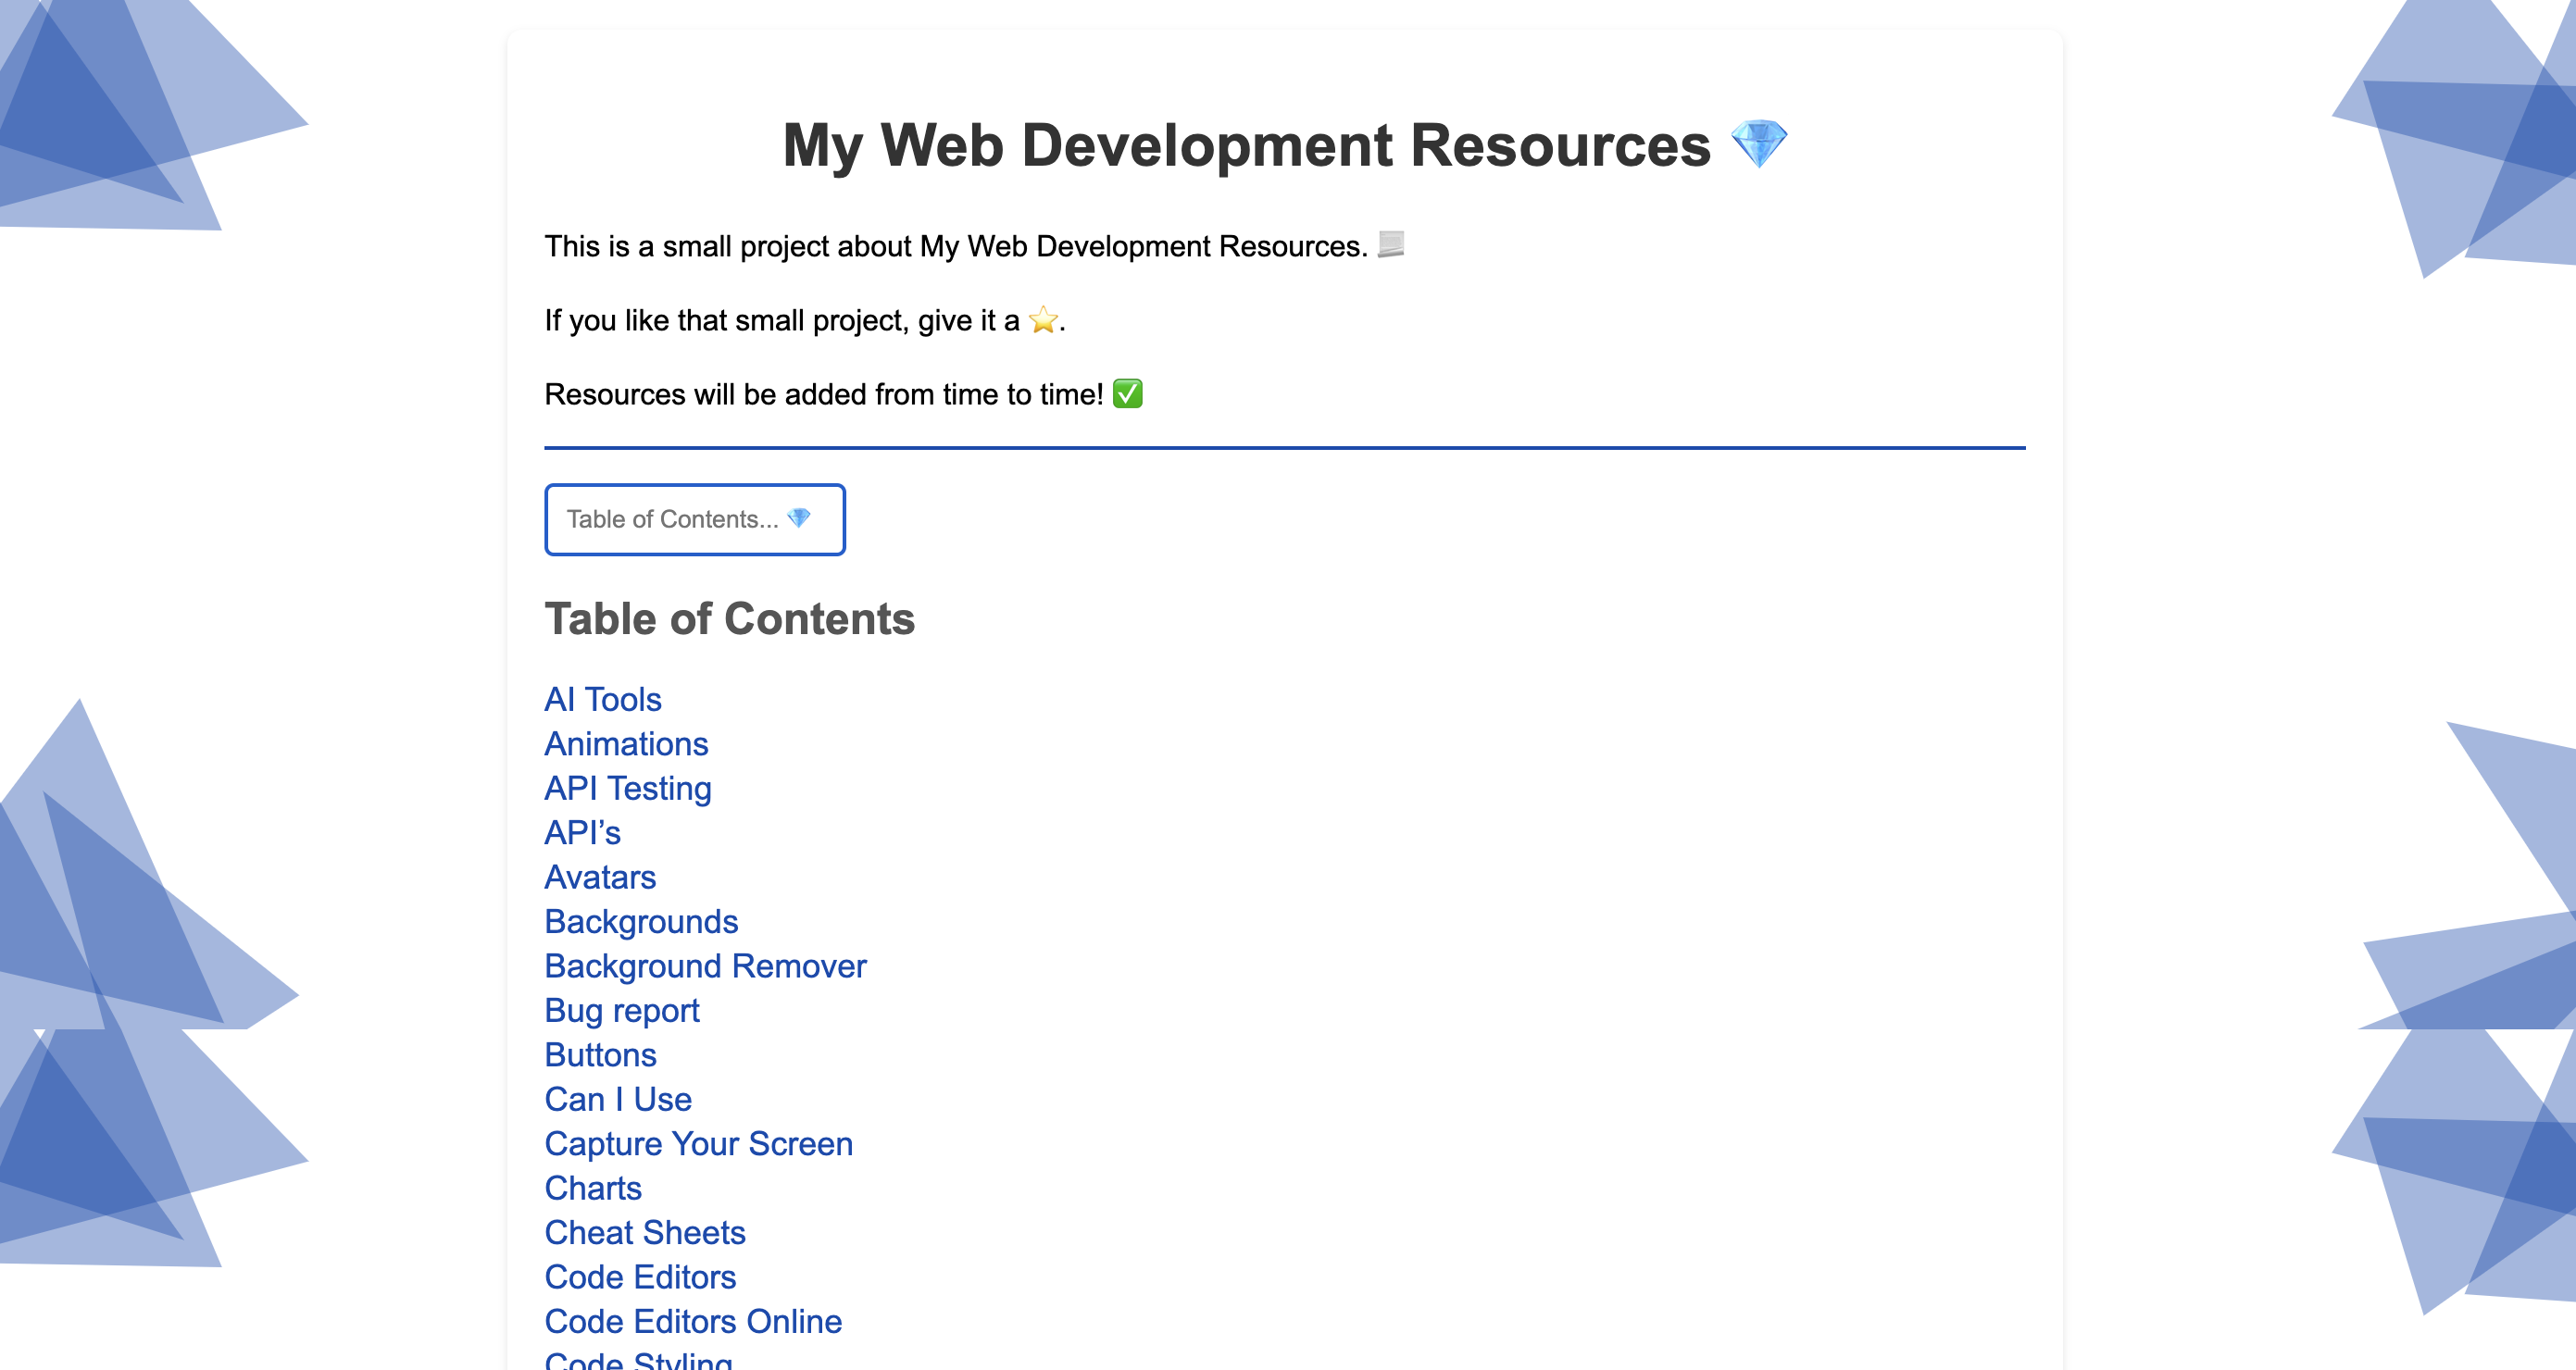 My Web Development Resources 💎
This is a small project about My Web Development Resources. 📃
If you like that small project, give it a ⭐.
Resources will be added from time to time! ✅
Table of Contents... 💎
Table of Contents
AI Tools
Animations
API Testing
API’s
Avatars
Backgrounds
Background Remover
Bug report
Buttons
Can I Use
Capture Your Screen
Charts
Cheat Sheets
Code Editors
Code Editors Online
Code Styling